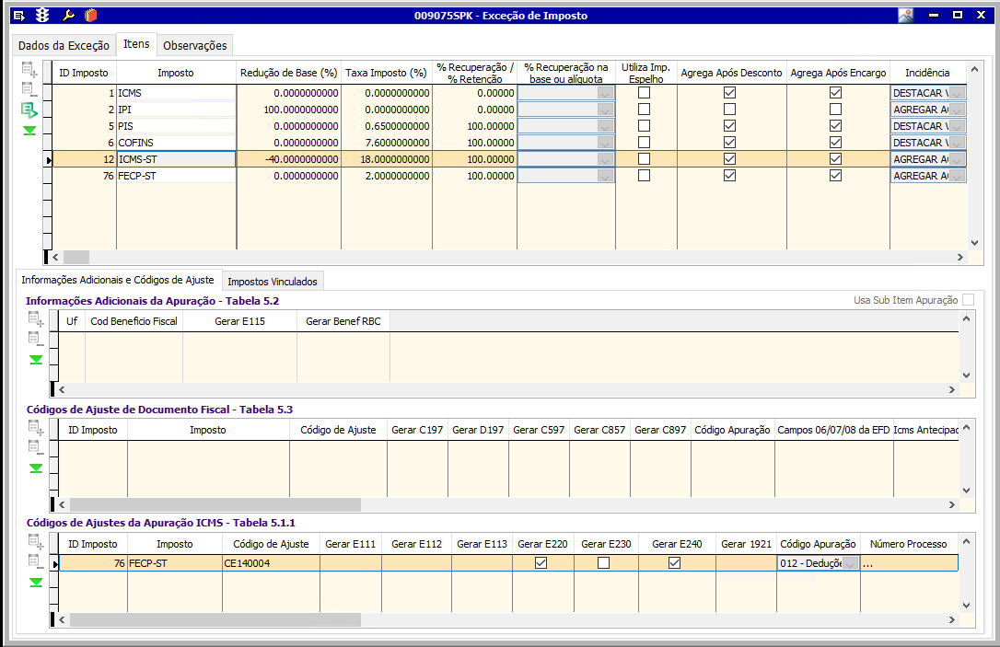 009075SPK - Exceção de Imposto
Dados da Exceção Itens Observações
ID Imposto Imposto Redução de Base (%) Taxa Imposto (%) % Recuperação / % Retenção % Recuperação na base ou alíquota Utiliza Imp. Espelho Agrega Após Desconto Agrega Após Encargo Incidência
1 ICMS 0.0000000000 0.0000000000 0.00000 DESTACAR
2 IPI 100.0000000000 0.0000000000 0.00000 AGREGAR
5 PIS 0.0000000000 0.6500000000 100.00000 DESTACAR
6 COFINS 0.0000000000 7.6000000000 100.00000 DESTACAR
12 ICMS-ST -40.0000000000 18.0000000000 100.00000 AGREGAR
76 FECP-ST 0.0000000000 2.0000000000 100.00000 AGREGAR
Informações Adicionais e Códigos de Ajuste Impostos Vinculados
Informações Adicionais da Apuração - Tabela 5.2 Usa Sub Item Apuração
Uf Cod Beneficio Fiscal Gerar E115 Gerar Benef RBC
Códigos de Ajuste de Documento Fiscal - Tabela 5.3
ID Imposto Imposto Código de Ajuste Gerar C197 Gerar D197 Gerar C597 Gerar C857 Gerar C897 Código Apuração Campos 06/07/08 da EFD Icms Antecipac
Códigos de Ajustes da Apuração ICMS - Tabela 5.1.1
ID Imposto Imposto Código de Ajuste Gerar E111 Gerar E112 Gerar E113 Gerar E220 Gerar E230 Gerar E240 Gerar 1921 Código Apuração Número Processo
76 FECP-ST CE140004 012 - Deduçõe ...